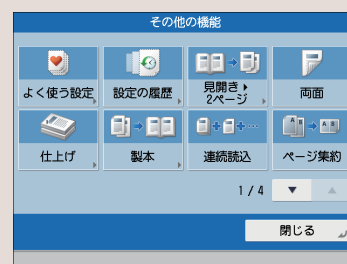 その他の機能
よく使う設定
設定の履歴
見開き▶
2ページ
両面
仕上げ
製本
連続読込
ページ集約
1 / 4
閉じる